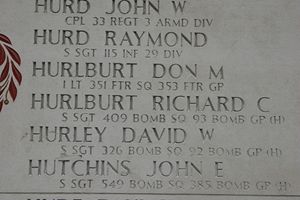 HURD JOHN W
CPL 33 REGT 3 ARMD DIV
HURD RAYMOND
S SGT 115 INF 29 DIV
HURLBURT DON M
1 LT 351 FTR SQ 353 FTR GP
HURLBURT RICHARD C
S SGT 409 BOMB SQ 93 BOMB GP (H)
HURLEY DAVID W
S SGT 326 BOMB SQ 92 BOMB GP (H)
HUTCHINS JOHN E
S SGT 549 BOMB SQ 385 BOMB GP (H)